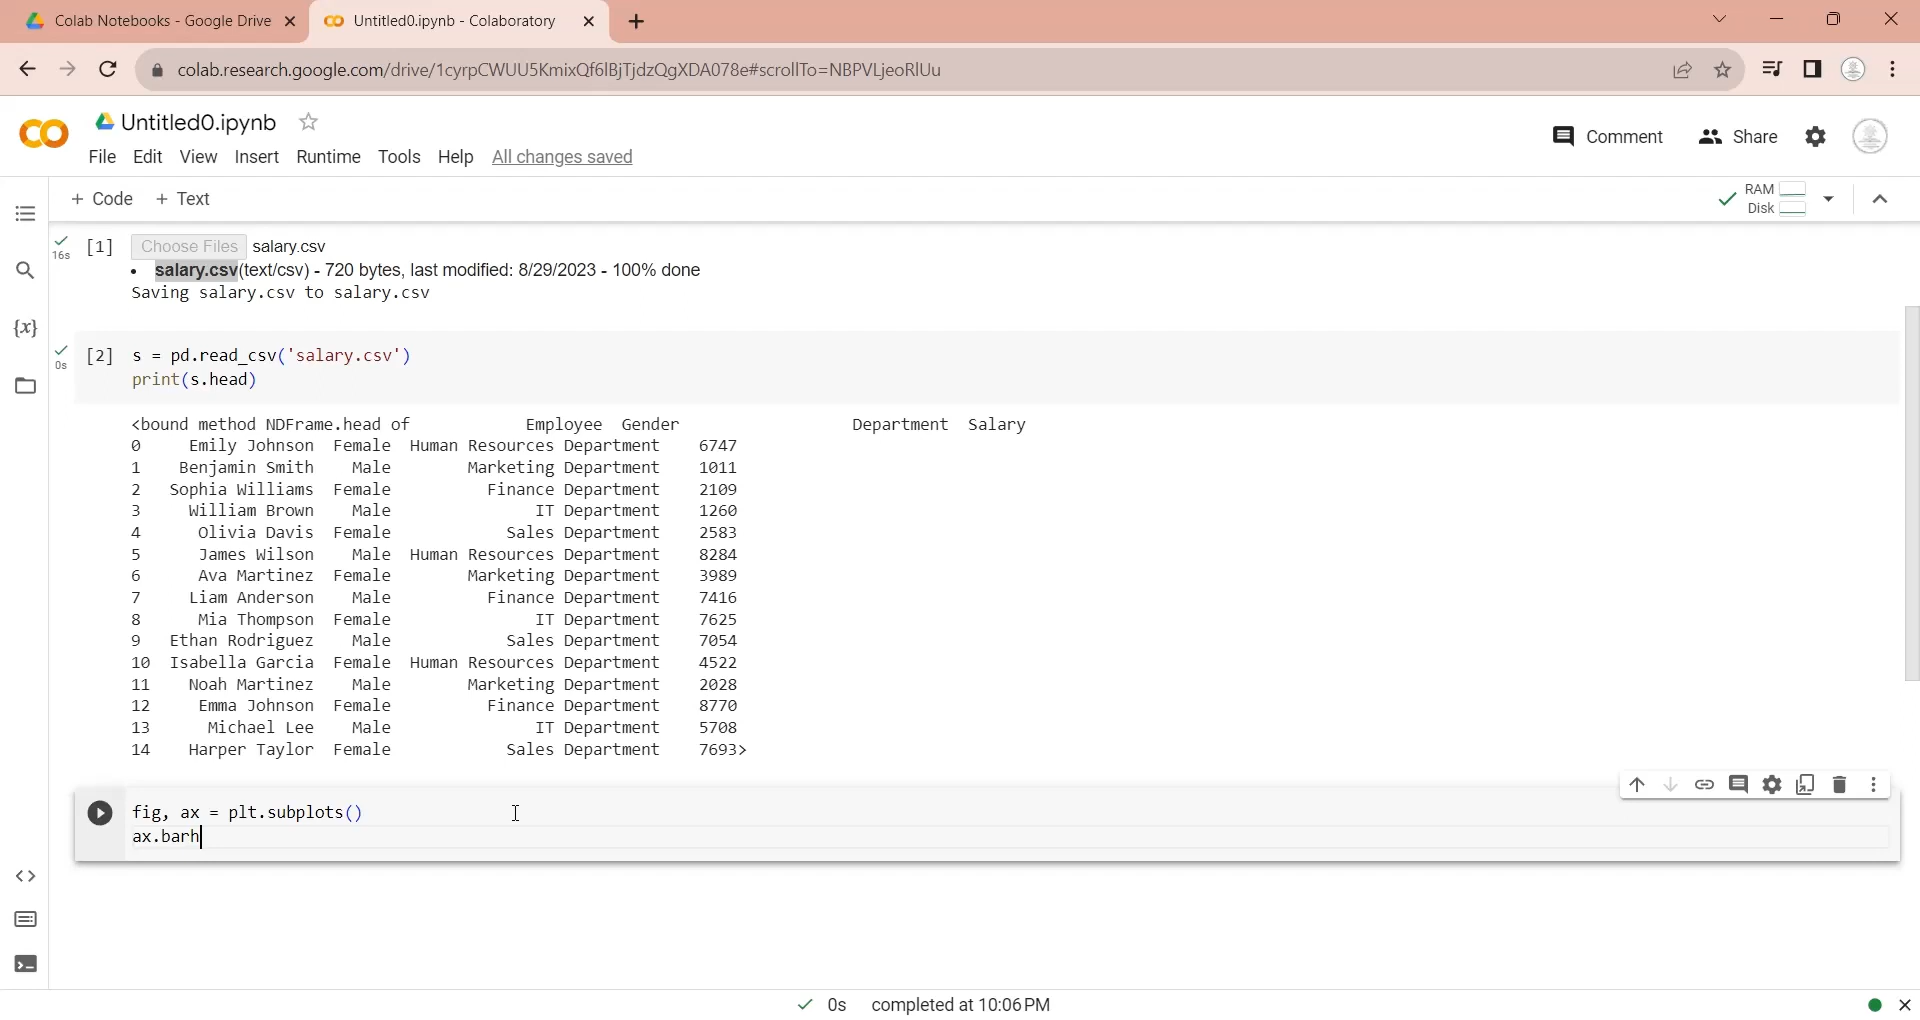 Colab Notebooks - Google Drive
Untitled0.ipynb - Colaboratory
colab.research.google.com/drive/1cyrpCWUU5KmixQf6lBjTjdzQgXDA078e#scrollTo=NBPVLjeoRlUu
Untitled0.ipynb
File Edit View Insert Runtime Tools Help All changes saved
Comment Share
+ Code + Text
RAM
Disk
16s [1] Choose Files salary.csv
• salary.csv(text/csv) - 720 bytes, last modified: 8/29/2023 - 100% done
Saving salary.csv to salary.csv
{x}
0s [2] s = pd.read_csv('salary.csv')
print(s.head)
<bound method NDFrame.head of Employee Gender Department Salary
0 Emily Johnson Female Human Resources Department 6747
1 Benjamin Smith Male Marketing Department 1011
2 Sophia Williams Female Finance Department 2109
3 William Brown Male IT Department 1260
4 Olivia Davis Female Sales Department 2583
5 James Wilson Male Human Resources Department 8284
6 Ava Martinez Female Marketing Department 3989
7 Liam Anderson Male Finance Department 7416
8 Mia Thompson Female IT Department 7625
9 Ethan Rodriguez Male Sales Department 7054
10 Isabella Garcia Female Human Resources Department 4522
11 Noah Martinez Male Marketing Department 2028
12 Emma Johnson Female Finance Department 8770
13 Michael Lee Male IT Department 5708
14 Harper Taylor Female Sales Department 7693>
fig, ax = plt.subplots()
ax.barh
0s completed at 10:06 PM